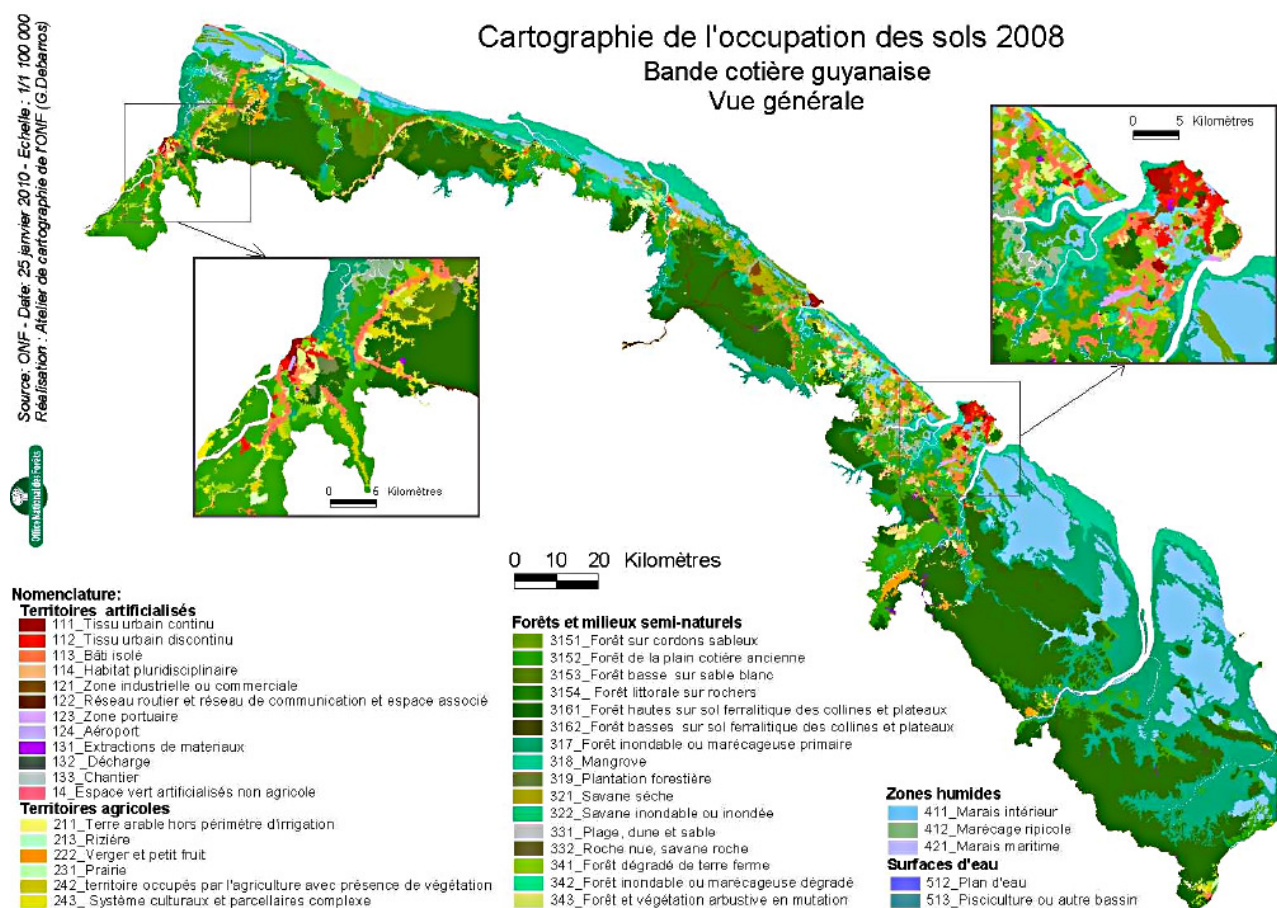 Cartographie de l'occupation des sols 2008
Bande cotière guyanaise
Vue générale
Source: ONF - Date: 25 janvier 2010 - Echelle : 1/1 100 000
Réalisation : Atelier de cartographie de l'ONF (G.Debarros)
Office National des Forêts
0 5 Kilomètres
0 5 Kilomètres
0 10 20 Kilomètres
Nomenclature:
Territoires artificialisés
111_Tissu urbain continu
112_Tissu urbain discontinu
113_Bâti isolé
114_Habitat pluridisciplinaire
121_Zone industrielle ou commerciale
122_Réseau routier et réseau de communication et espace associé
123_Zone portuaire
124_Aéroport
131_Extractions de materiaux
132_Décharge
133_Chantier
14_Espace vert artificialisés non agricole
Territoires agricoles
211_Terre arable hors périmètre d'irrigation
213_Rizière
222_Verger et petit fruit
231_Prairie
242_territoire occupés par l'agriculture avec présence de végétation
243_Système culturaux et parcellaires complexe
Forêts et milieux semi-naturels
3151_Forêt sur cordons sableux
3152_Forêt de la plain cotière ancienne
3153_Forêt basse sur sable blanc
3154_ Forêt littorale sur rochers
3161_Forêt hautes sur sol ferralitique des collines et plateaux
3162_Forêt basses sur sol ferralitique des collines et plateaux
317_Forêt inondable ou marécageuse primaire
318_Mangrove
319_Plantation forestière
321_Savane sèche
322_Savane inondable ou inondée
331_Plage, dune et sable
332_Roche nue, savane roche
341_Forêt dégradé de terre ferme
342_Forêt inondable ou marécageuse dégradé
343_Forêt et végétation arbustive en mutation
Zones humides
411_Marais intérieur
412_Marécage ripicole
421_Marais maritime
Surfaces d'eau
512_Plan d'eau
513_Pisciculture ou autre bassin